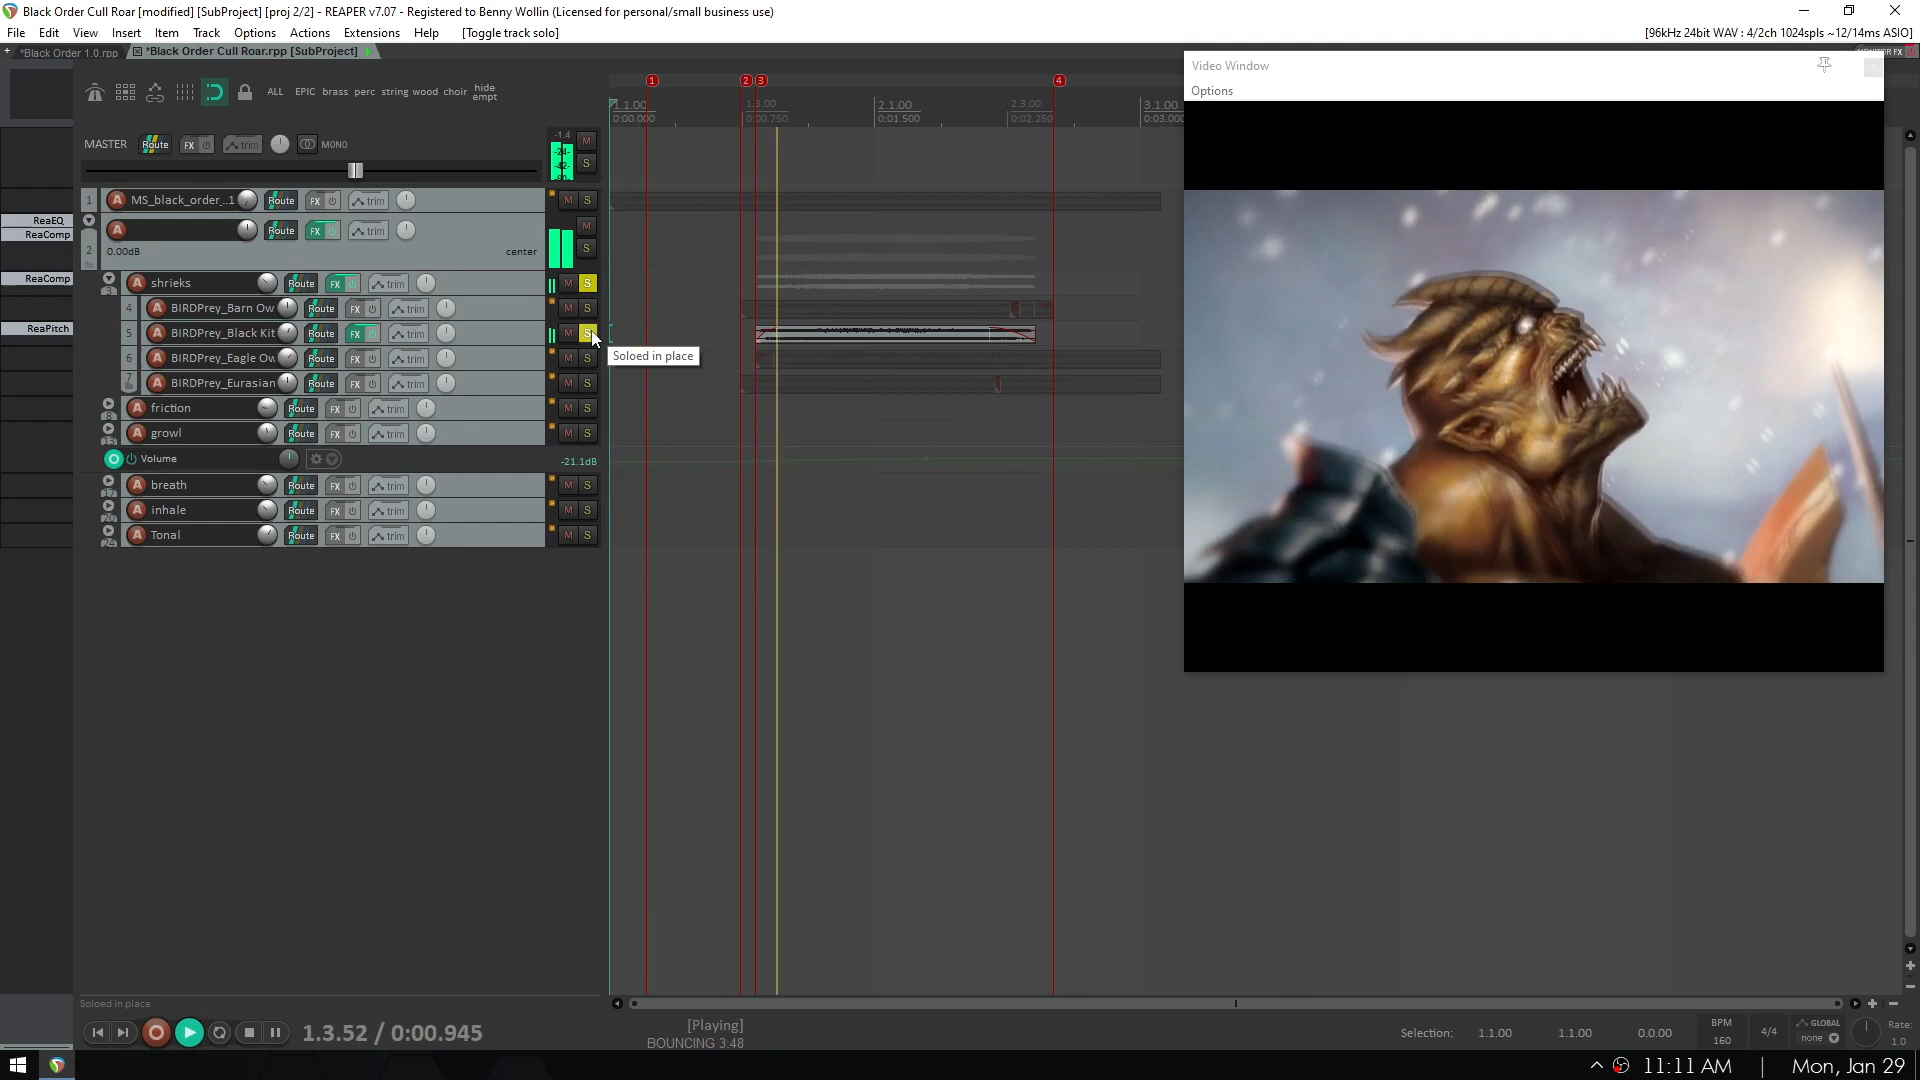 Black Order Cull Roar [modified] [SubProject] [proj 2/2] - REAPER v7.07 - Registered to Benny Wollin (Licensed for personal/small business use)
File Edit View Insert Item Track Options Actions Extensions Help [Toggle track solo]
[96kHz 24bit WAV : 4/2ch 1024spls ~12/14ms ASIO]
+ *Black Order 1.0.rpp *Black Order Cull Roar.rpp [SubProject]
MONITOR FX
Video Window
Options
ALL EPIC brass perc string wood choir hide empt
1 2 3 4
1.1.00 1.3.00 2.1.00 2.3.00 3.1.00
0:00.000 0:00.750 0:01.500 0:02.250 0:03.000
MASTER Route FX trim MONO -1.4 M S
-24-
-42-
1 A MS_black_order_..1 Route FX trim M S
ReaEQ
ReaComp
2 A Route FX trim M S
0.00dB center
ReaComp
A shrieks Route FX trim M S
4 A BIRDPrey_Barn Ow Route FX trim M S
ReaPitch
5 A BIRDPrey_Black Kit Route FX trim M S
Soloed in place
6 A BIRDPrey_Eagle Ow Route FX trim M S
7 A BIRDPrey_Eurasian Route FX trim M S
A friction Route FX trim M S
A growl Route FX trim M S
Volume -21.1dB
A breath Route FX trim M S
A inhale Route FX trim M S
A Tonal Route FX trim M S
Soloed in place
1.3.52 / 0:00.945
[Playing]
BOUNCING 3:48
Selection: 1.1.00 1.1.00 0.0.00
BPM
160
4/4
GLOBAL
none
Rate:
1.0
11:11 AM | Mon, Jan 29